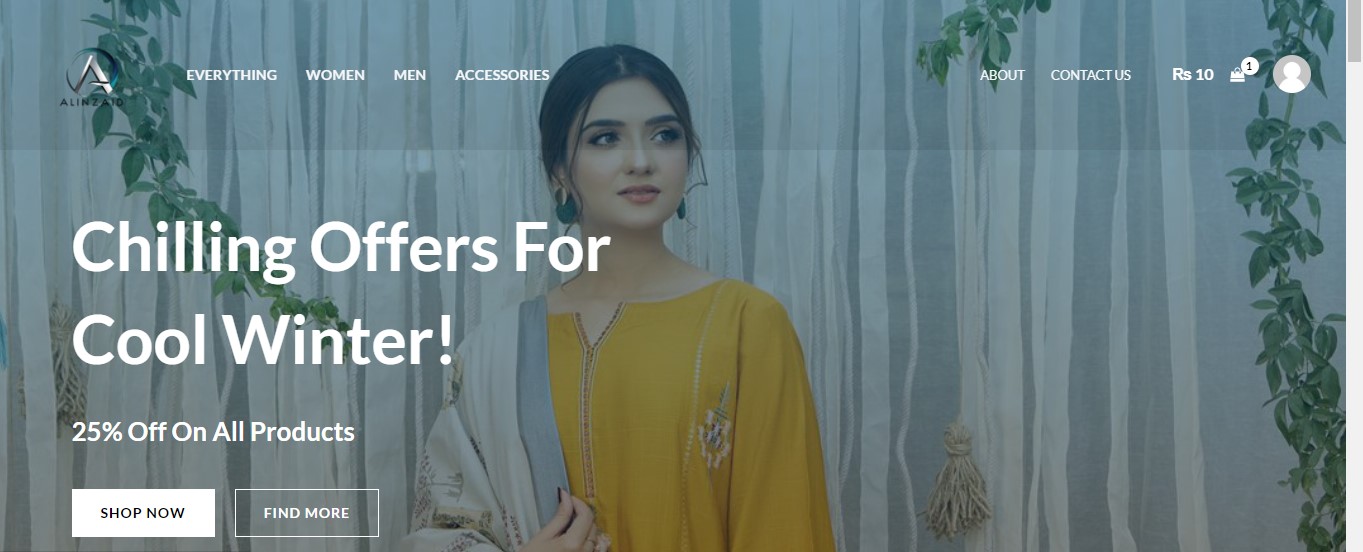 ALINZAID
EVERYTHING WOMEN MEN ACCESSORIES ABOUT CONTACT US Rs 10 1
Chilling Offers For
Cool Winter!
25% Off On All Products
SHOP NOW FIND MORE